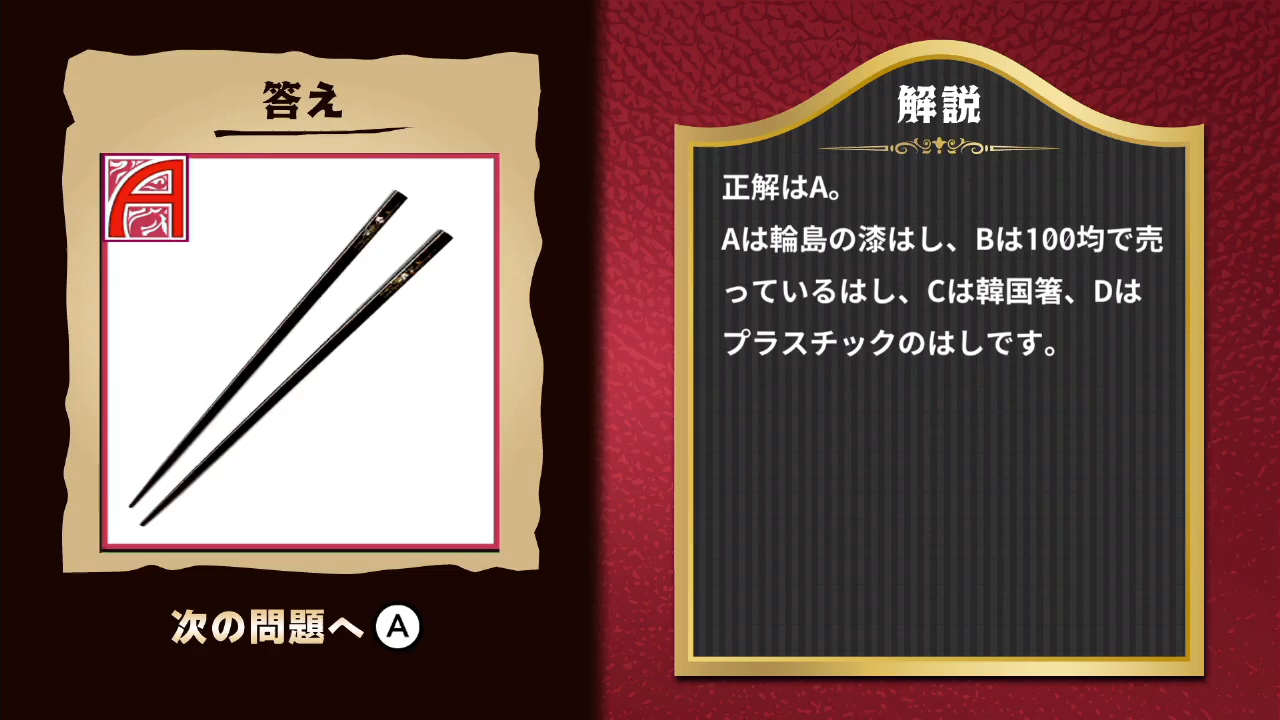 答え
A
次の問題へ A
解説
正解はA。
Aは輪島の漆はし、Bは100均で売
っているはし、Cは韓国箸、Dは
プラスチックのはしです。